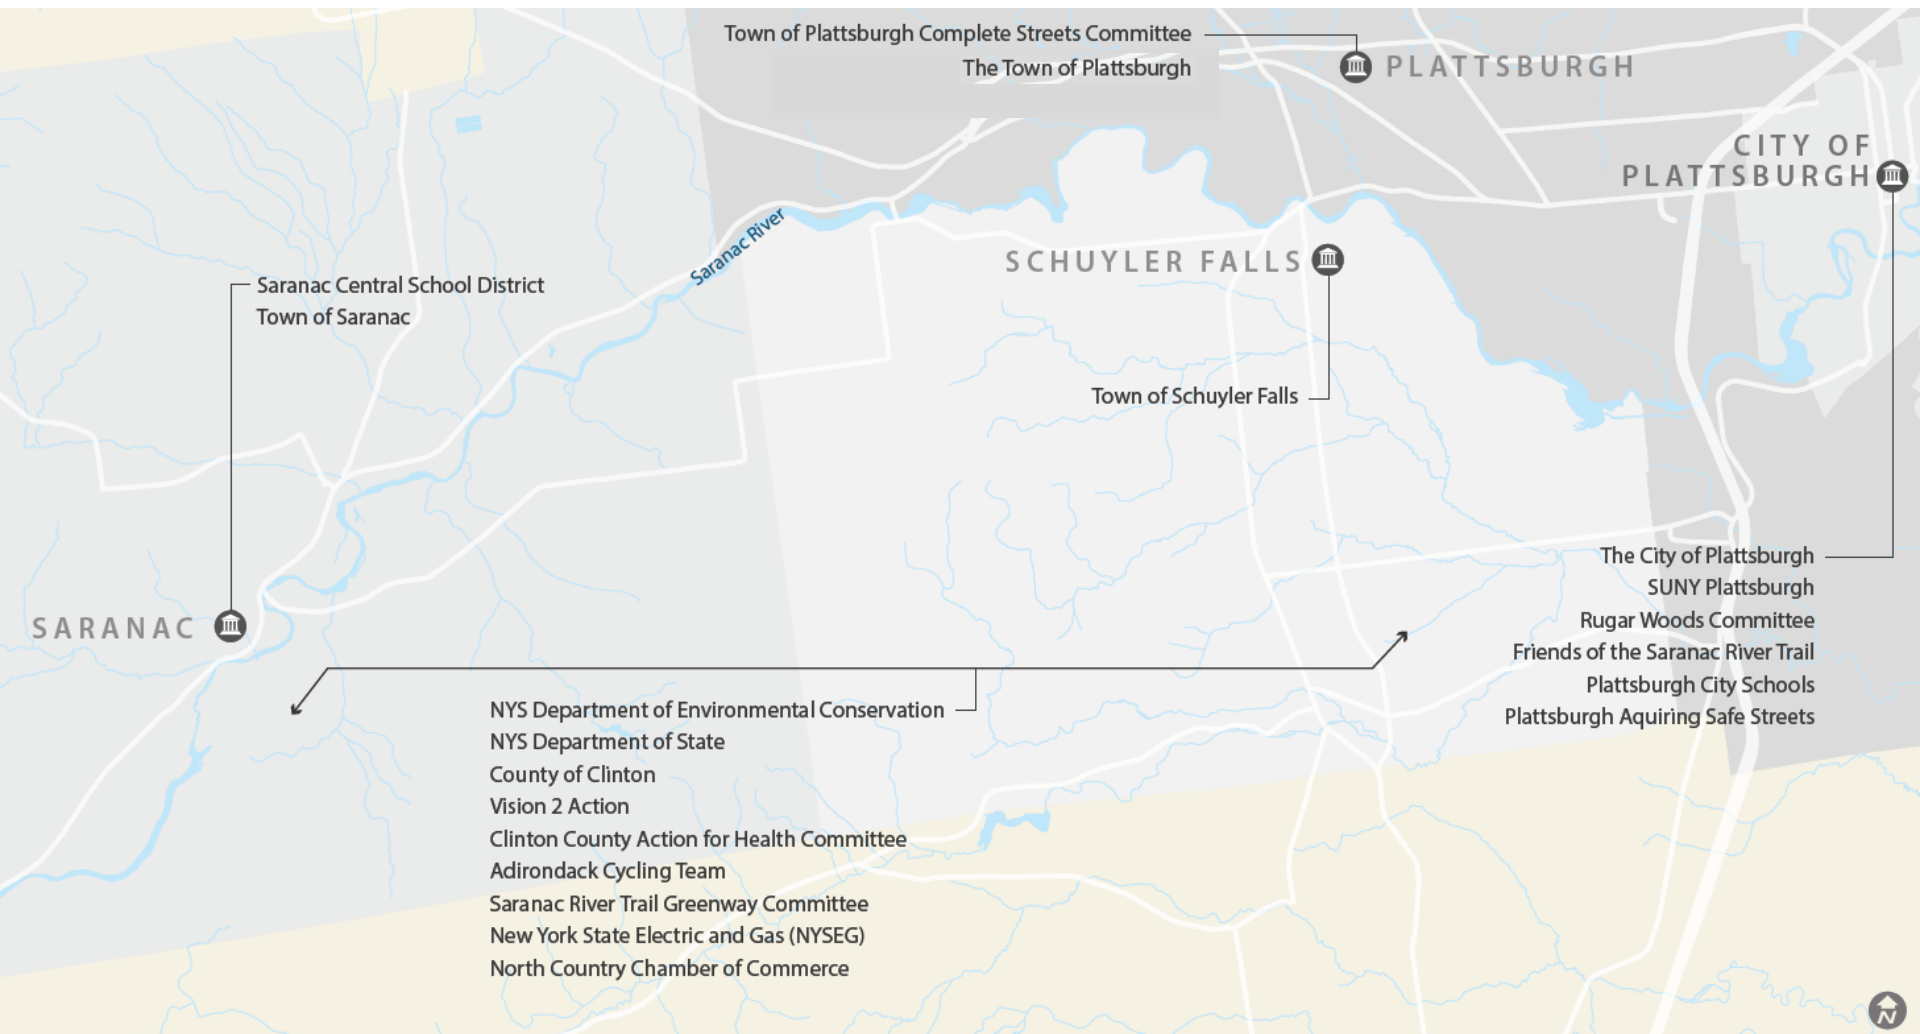 Town of Plattsburgh Complete Streets Committee
The Town of Plattsburgh
PLATTSBURGH
CITY OF
PLATTSBURGH
Saranac River
SCHUYLER FALLS
Saranac Central School District
Town of Saranac
Town of Schuyler Falls
SARANAC
The City of Plattsburgh
SUNY Plattsburgh
Rugar Woods Committee
Friends of the Saranac River Trail
Plattsburgh City Schools
Plattsburgh Aquiring Safe Streets
NYS Department of Environmental Conservation
NYS Department of State
County of Clinton
Vision 2 Action
Clinton County Action for Health Committee
Adirondack Cycling Team
Saranac River Trail Greenway Committee
New York State Electric and Gas (NYSEG)
North Country Chamber of Commerce
N